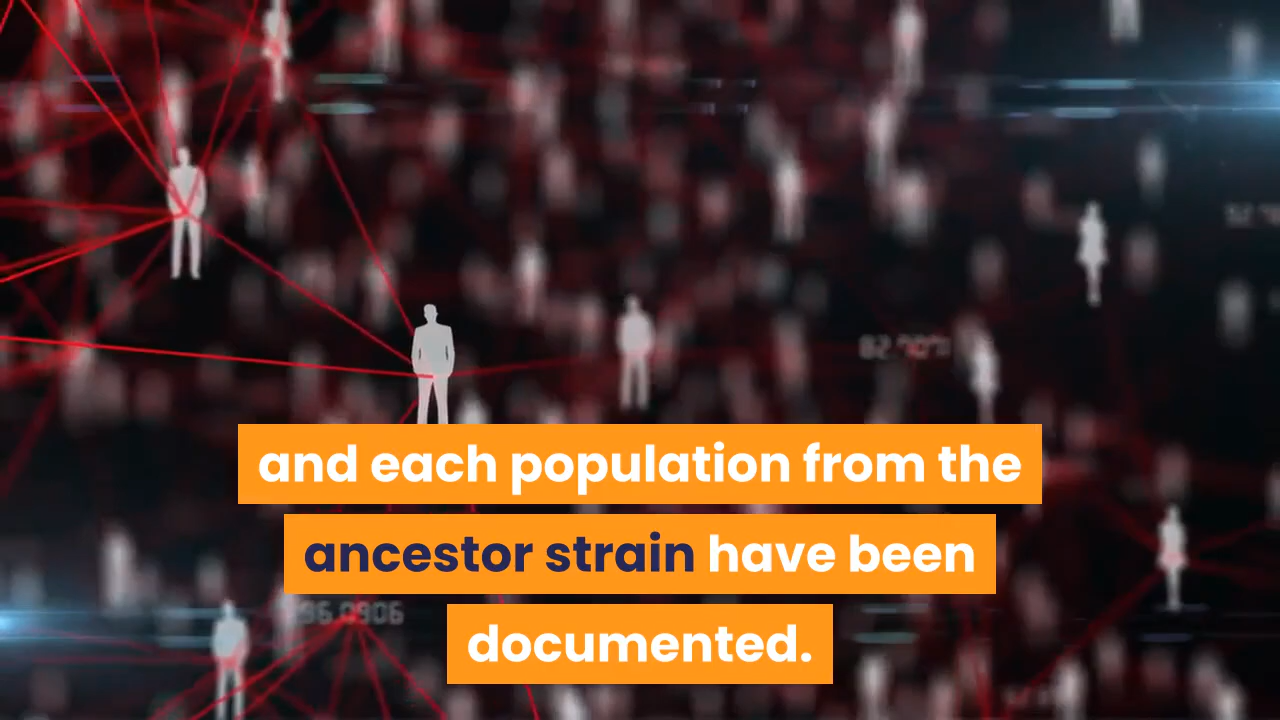 and each population from the
ancestor strain have been
documented.